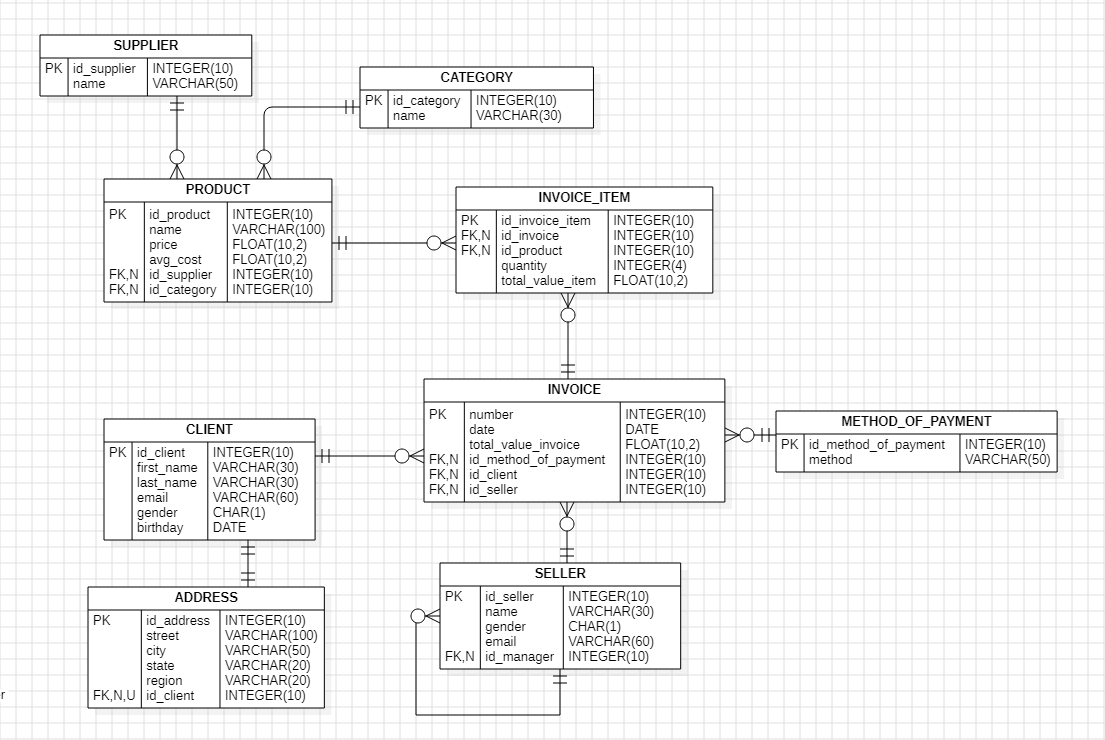 SUPPLIER
PK id_supplier INTEGER(10)
name VARCHAR(50)
CATEGORY
PK id_category INTEGER(10)
name VARCHAR(30)
PRODUCT
PK id_product INTEGER(10)
name VARCHAR(100)
price FLOAT(10,2)
avg_cost FLOAT(10,2)
FK,N id_supplier INTEGER(10)
FK,N id_category INTEGER(10)
INVOICE_ITEM
PK id_invoice_item INTEGER(10)
FK,N id_invoice INTEGER(10)
FK,N id_product INTEGER(10)
quantity INTEGER(4)
total_value_item FLOAT(10,2)
INVOICE
PK number INTEGER(10)
date DATE
total_value_invoice FLOAT(10,2)
FK,N id_method_of_payment INTEGER(10)
FK,N id_client INTEGER(10)
FK,N id_seller INTEGER(10)
METHOD_OF_PAYMENT
PK id_method_of_payment INTEGER(10)
method VARCHAR(50)
CLIENT
PK id_client INTEGER(10)
first_name VARCHAR(30)
last_name VARCHAR(30)
email VARCHAR(60)
gender CHAR(1)
birthday DATE
ADDRESS
PK id_address INTEGER(10)
street VARCHAR(100)
city VARCHAR(50)
state VARCHAR(20)
region VARCHAR(20)
FK,N,U id_client INTEGER(10)
SELLER
PK id_seller INTEGER(10)
name VARCHAR(30)
gender CHAR(1)
email VARCHAR(60)
FK,N id_manager INTEGER(10)